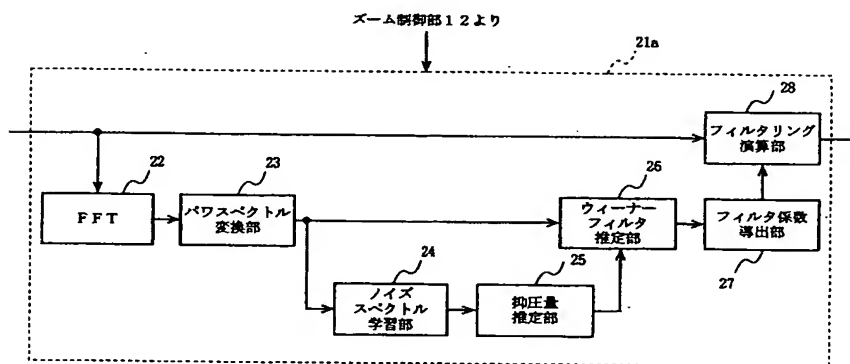 ズーム制御部１２より
21a
28
フィルタリング
演算部
22
23
26
ＦＦＴ
パワスペクトル
変換部
ウィーナー
フィルタ
推定部
フィルタ係数
導出部
24
25
27
ノイズ
スペクトル
学習部
抑圧量
推定部